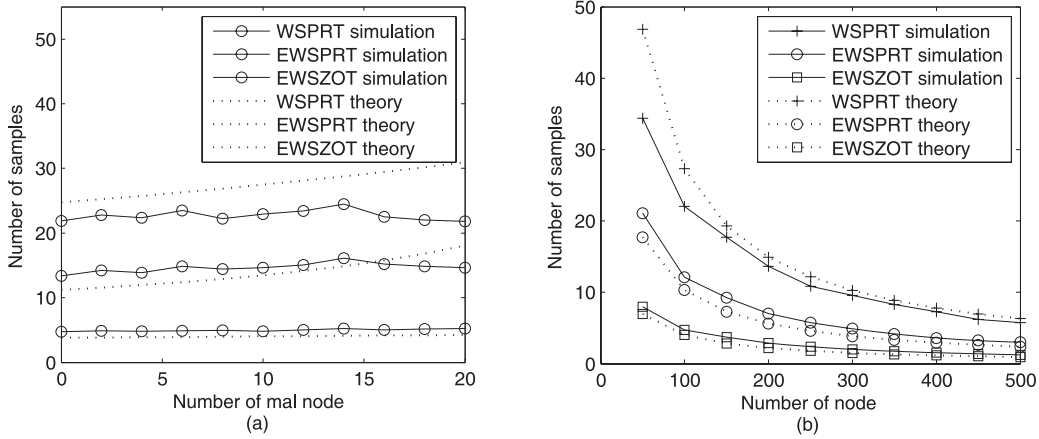 55
50
40
30
20
10
0
Number of samples
WSPRT simulation
EWSPRT simulation
EWSZOT simulation
WSPRT theory
EWSPRT theory
EWSZOT theory
0
5
10
15
20
Number of mal node
(a)
50
40
30
20
10
0
Number of samples
WSPRT simulation
EWSPRT simulation
EWSZOT simulation
WSPRT theory
EWSPRT theory
EWSZOT theory
0
100
200
300
400
500
Number of node
(b)